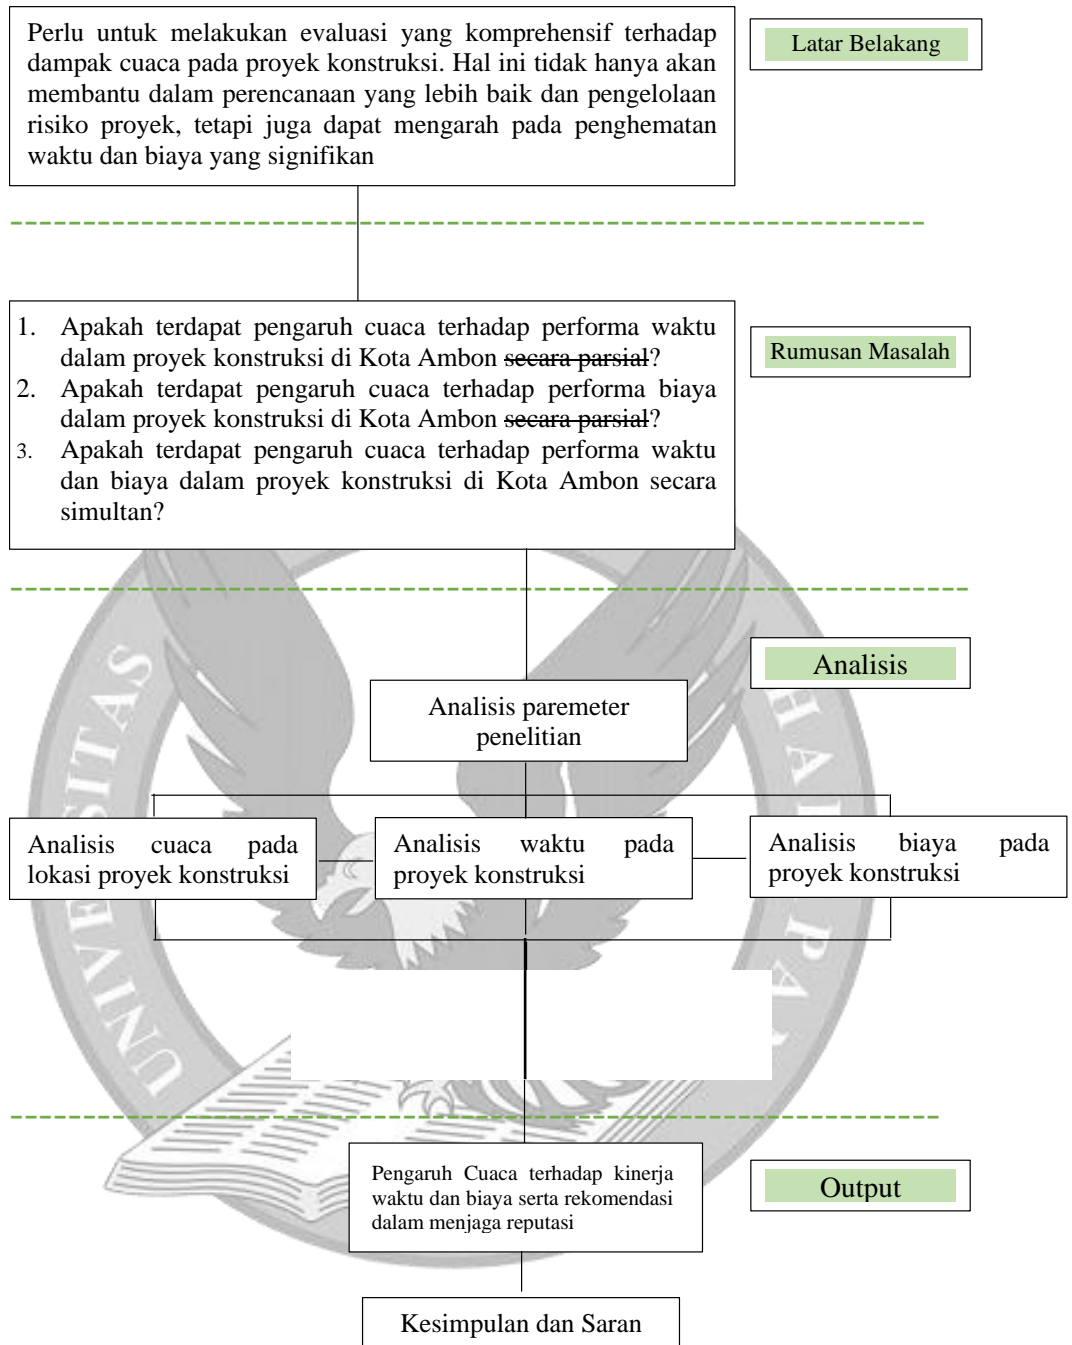 Perlu untuk melakukan evaluasi yang komprehensif terhadap
dampak cuaca pada proyek konstruksi. Hal ini tidak hanya akan
membantu dalam perencanaan yang lebih baik dan pengelolaan
risiko proyek, tetapi juga dapat mengarah pada penghematan
waktu dan biaya yang signifikan
Latar Belakang
1. Apakah terdapat pengaruh cuaca terhadap performa waktu
dalam proyek konstruksi di Kota Ambon secara parsial?
2. Apakah terdapat pengaruh cuaca terhadap performa biaya
dalam proyek konstruksi di Kota Ambon secara parsial?
3. Apakah terdapat pengaruh cuaca terhadap performa waktu
dan biaya dalam proyek konstruksi di Kota Ambon secara
simultan?
Rumusan Masalah
Analisis
Analisis paremeter
penelitian
Analisis cuaca pada
lokasi proyek konstruksi
Analisis waktu pada
proyek konstruksi
Analisis biaya pada
proyek konstruksi
Pengaruh Cuaca terhadap kinerja
waktu dan biaya serta rekomendasi
dalam menjaga reputasi
Output
Kesimpulan dan Saran
UNIVERSITAS